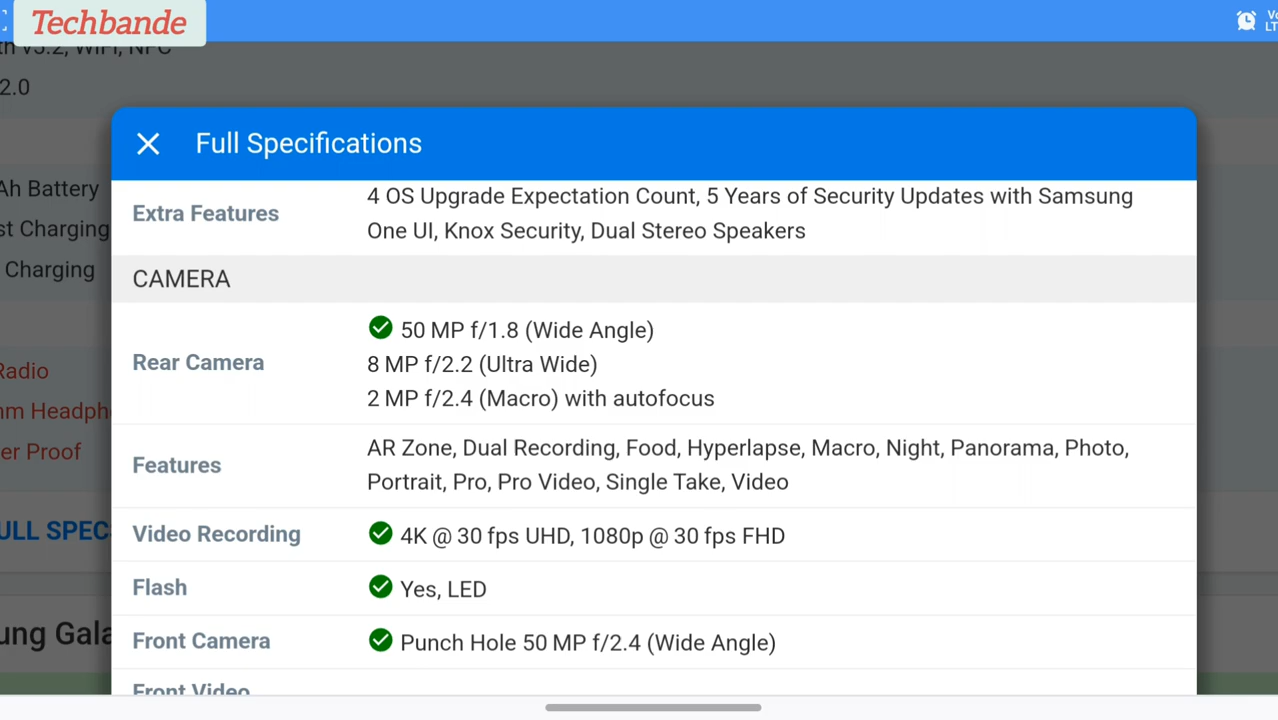 Techbande
2.0
Full Specifications
Ah Battery
st Charging
Charging
Radio
er Proof
ung Gala
4 OS Upgrade Expectation Count, 5 Years of Security Updates with Samsung
Extra Features
One UI, Knox Security, Dual Stereo Speakers
CAMERA
50 MP f/1.8 (Wide Angle)
Rear Camera
8 MP f/2.2 (Ultra Wide)
2 MP f/2.4 (Macro) with autofocus
AR Zone, Dual Recording, Food, Hyperlapse, Macro, Night, Panorama, Photo,
Features
Portrait, Pro, Pro Video, Single Take, Video
Video Recording 4K @ 30 fps UHD, 1080p @ 30 fps FHD
Flash Yes, LED
Front Camera Punch Hole 50 MP f/2.4 (Wide Angle)
Front Video